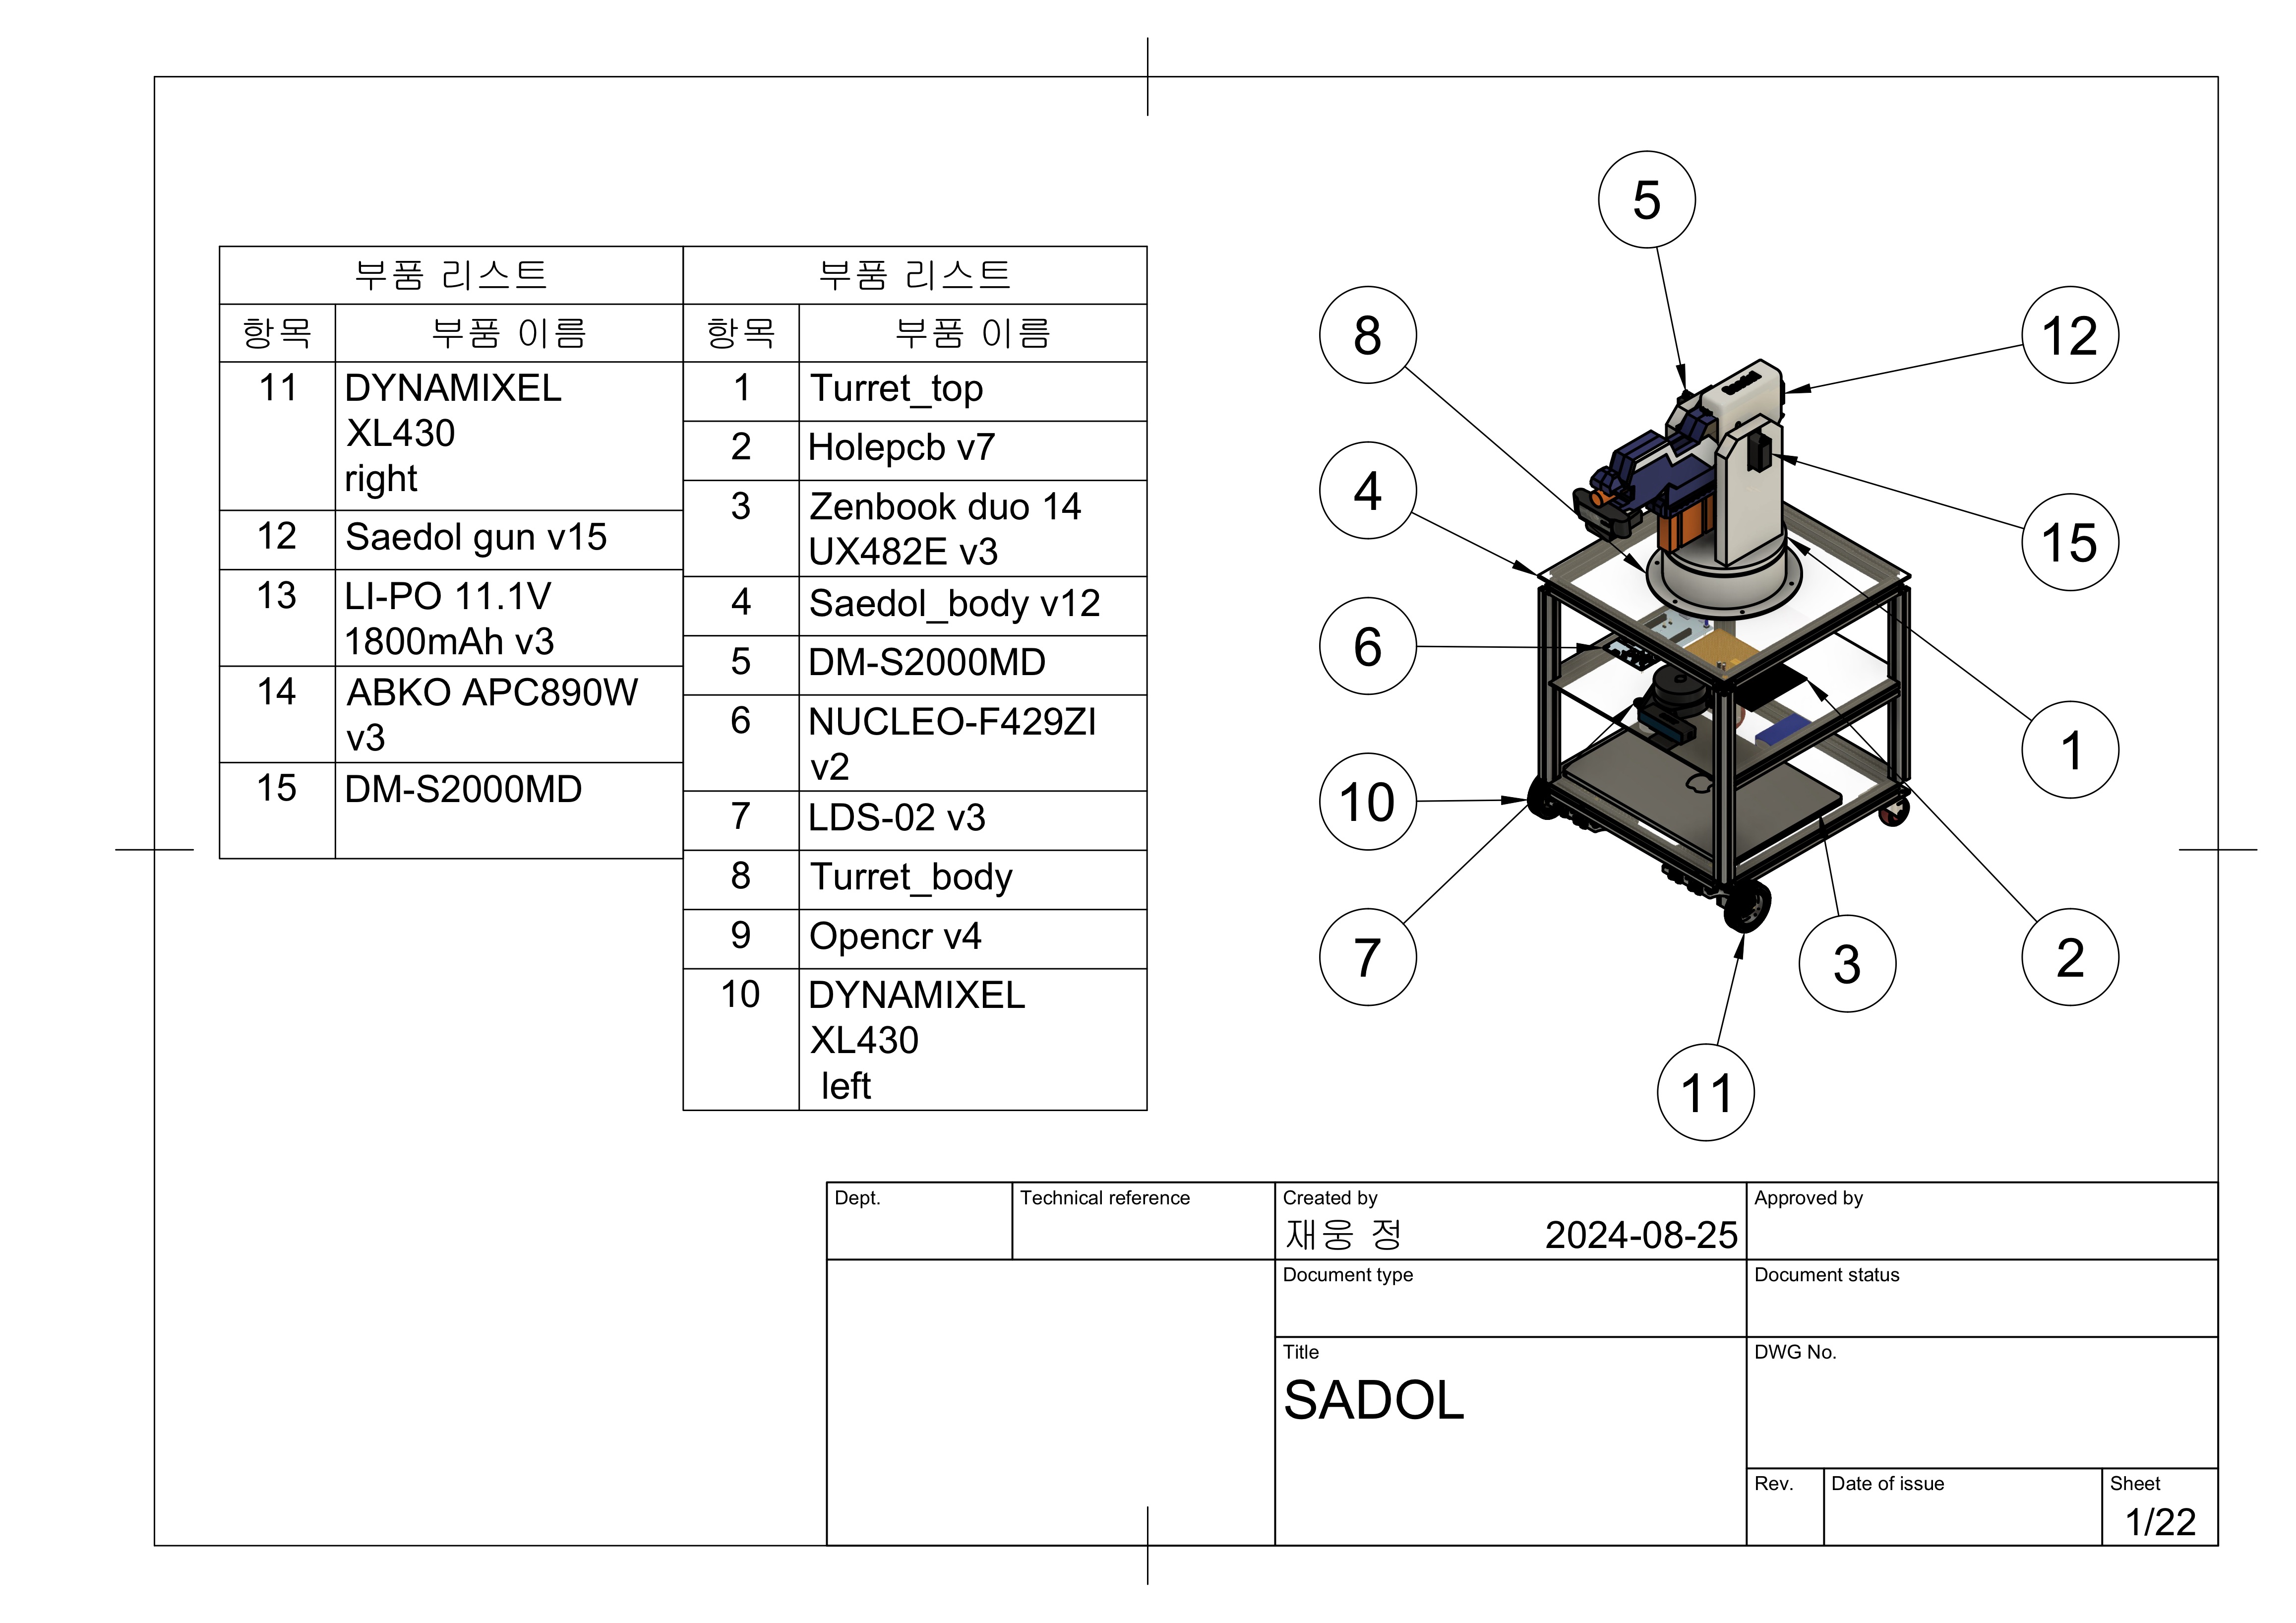 부품 리스트
항목 부품 이름
11 DYNAMIXEL
XL430
right
12 Saedol gun v15
13 LI-PO 11.1V
1800mAh v3
14 ABKO APC890W
v3
15 DM-S2000MD
부품 리스트
항목 부품 이름
1 Turret_top
2 Holepcb v7
3 Zenbook duo 14
UX482E v3
4 Saedol_body v12
5 DM-S2000MD
6 NUCLEO-F429ZI
v2
7 LDS-02 v3
8 Turret_body
9 Opencr v4
10 DYNAMIXEL
XL430
left
5
8
12
4
15
6
1
10
7
3
2
11
Dept.
Technical reference
Created by
재웅 정 2024-08-25
Approved by
Document type
Document status
Title
SADOL
DWG No.
Rev.
Date of issue
Sheet
1/22